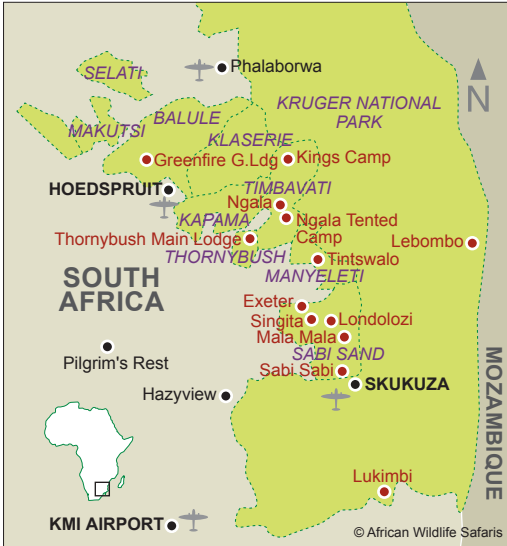 Phalaborwa
SELATI
KRUGER NATIONAL
PARK
N
BALULE
MAKUTSI
KLASERIE
Greenfire G.Ldg
Kings Camp
HOEDSPRUIT
TIMBAVATI
Ngala
KAPAMA
Ngala Tented
Camp
Thornybush Main Lodge
Lebombo
THORNYBUSH
Tintswalo
MANYELETI
SOUTH
AFRICA
Exeter
Singita
Londolozi
Mala Mala
Pilgrim's Rest
SABI SAND
Sabi Sabi
SKUKUZA
Hazyview
MOZAMBIQUE
Lukimbi
KMI AIRPORT
© African Wildlife Safaris